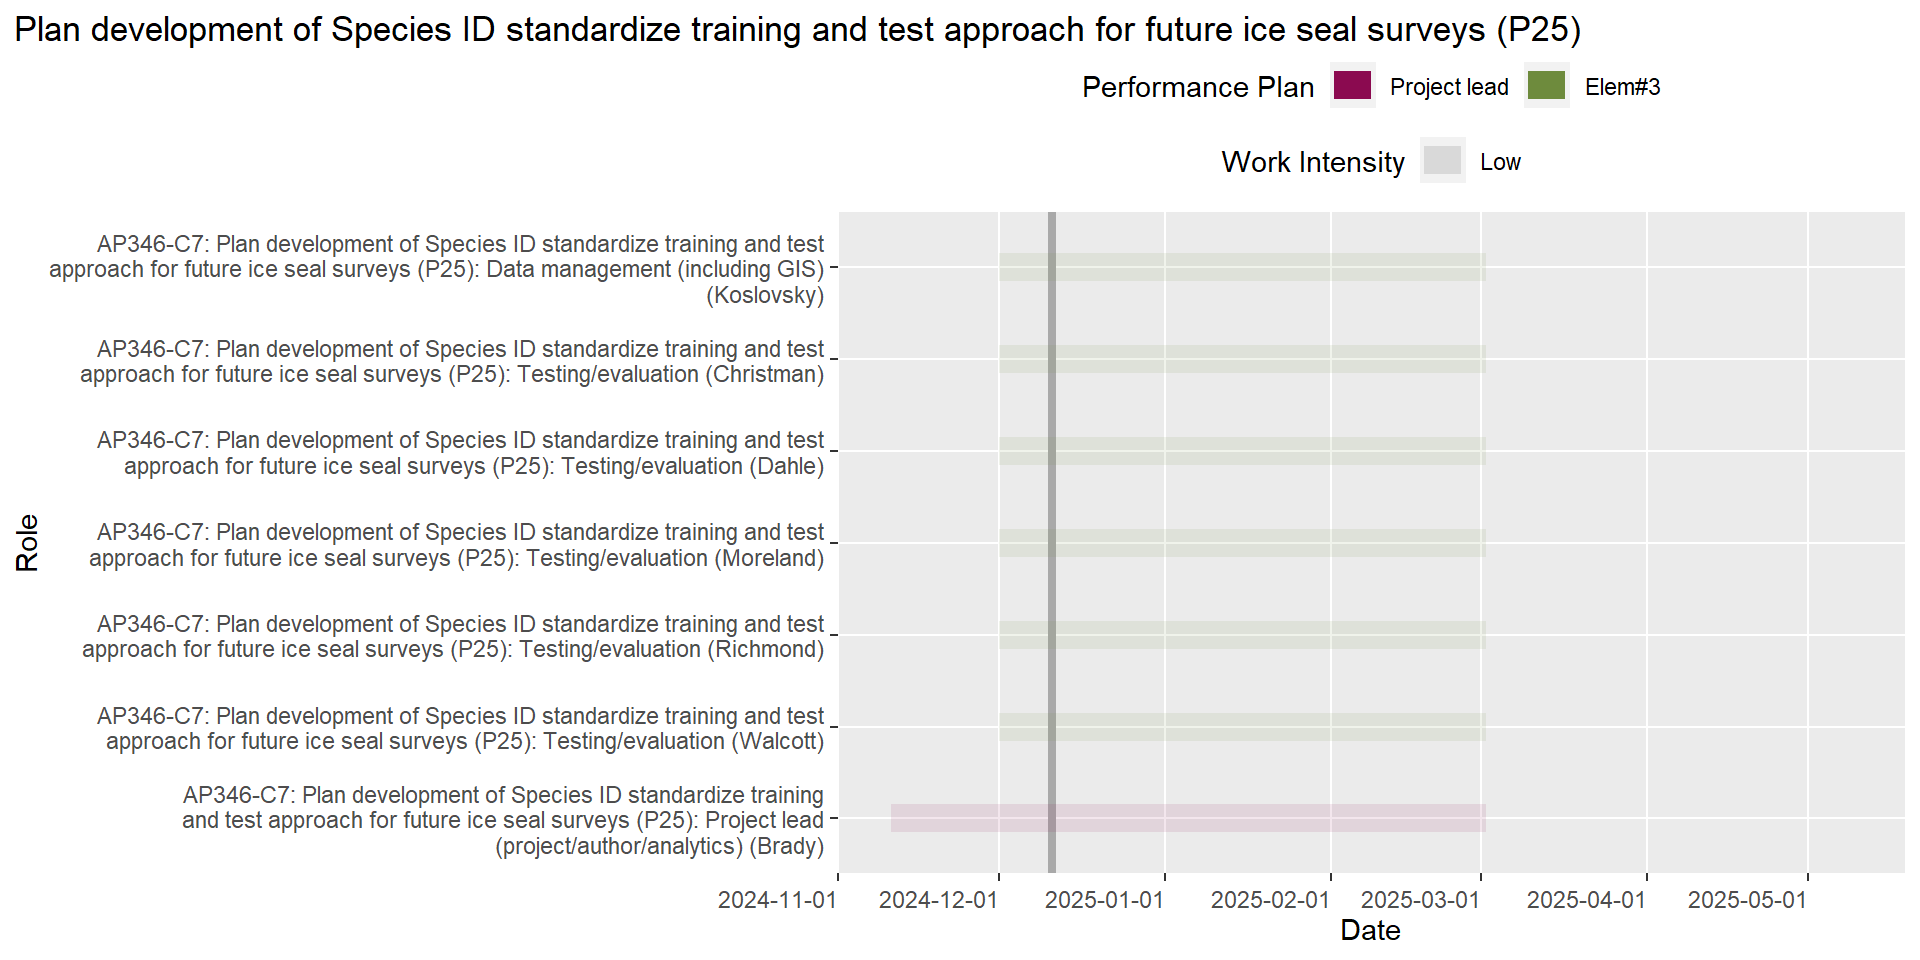 Plan development of Species ID standardize training and test approach for future ice seal surveys (P25)
Performance Plan Project lead Elem#3
Work Intensity Low
AP346-C7: Plan development of Species ID standardize training and test
approach for future ice seal surveys (P25): Data management (including GIS)
(Koslovsky)
AP346-C7: Plan development of Species ID standardize training and test
approach for future ice seal surveys (P25): Testing/evaluation (Christman)
AP346-C7: Plan development of Species ID standardize training and test
approach for future ice seal surveys (P25): Testing/evaluation (Dahle)
AP346-C7: Plan development of Species ID standardize training and test
approach for future ice seal surveys (P25): Testing/evaluation (Moreland)
AP346-C7: Plan development of Species ID standardize training and test
approach for future ice seal surveys (P25): Testing/evaluation (Richmond)
AP346-C7: Plan development of Species ID standardize training and test
approach for future ice seal surveys (P25): Testing/evaluation (Walcott)
AP346-C7: Plan development of Species ID standardize training
and test approach for future ice seal surveys (P25): Project lead
(project/author/analytics) (Brady)
Role
2024-11-01 2024-12-01 2025-01-01 2025-02-01 2025-03-01 2025-04-01 2025-05-01
Date